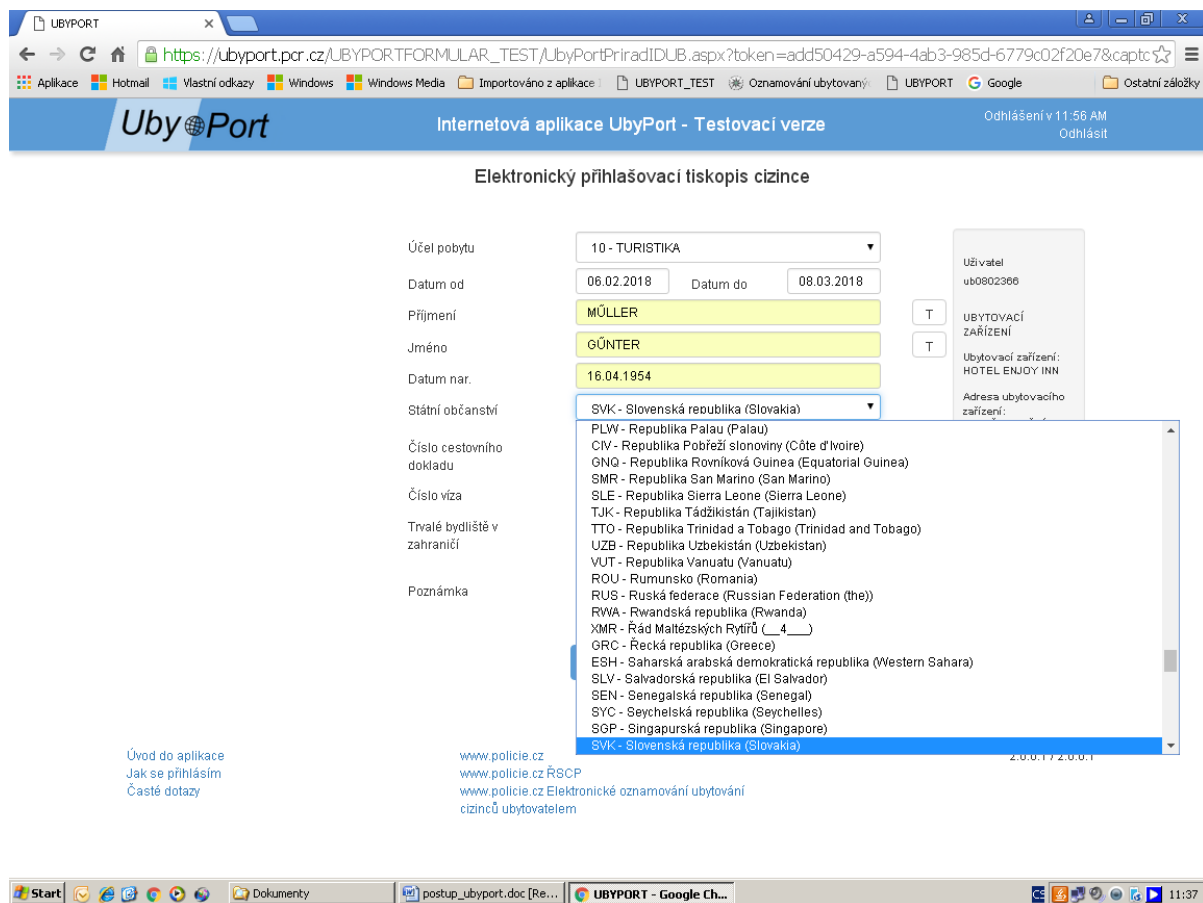 UBYPORT
https://ubyport.pcr.cz/UBYPORTFORMULAR_TEST/UbyPortPriradIDUB.aspx?token=add50429-a594-4ab3-985d-6779c02f20e7&captc
Aplikace Hotmail Vlastní odkazy Windows Windows Media Importováno z aplikace UBYPORT_TEST Oznamování ubytovaný UBYPORT Google Ostatní záložky
UbyPort Internetová aplikace UbyPort - Testovací verze Odhlášení v 11:56 AM
Odhlásit
Elektronický přihlašovací tiskopis cizince
Účel pobytu 10 - TURISTIKA
Datum od 06.02.2018 Datum do 08.03.2018
Příjmení MŰLLER T
Jméno GŰNTER T
Datum nar. 16.04.1954
Státní občanství SVK - Slovenská republika (Slovakia)
Číslo cestovního
dokladu
Číslo víza
Trvalé bydliště v
zahraničí
Poznámka
Uživatel
ub0802366
UBYTOVACÍ
ZAŘÍZENÍ
Ubytovací zařízení:
HOTEL ENJOY INN
Adresa ubytovacího
zařízení:
PLW - Republika Palau (Palau)
CIV - Republika Pobřeží slonoviny (Côte d'Ivoire)
GNQ - Republika Rovníková Guinea (Equatorial Guinea)
SMR - Republika San Marino (San Marino)
SLE - Republika Sierra Leone (Sierra Leone)
TJK - Republika Tádžikistán (Tajikistan)
TTO - Republika Trinidad a Tobago (Trinidad and Tobago)
UZB - Republika Uzbekistán (Uzbekistan)
VUT - Republika Vanuatu (Vanuatu)
ROU - Rumunsko (Romania)
RUS - Ruská federace (Russian Federation (the))
RWA - Rwandská republika (Rwanda)
XMR - Řád Maltézských Rytířů (__4___)
GRC - Řecká republika (Greece)
ESH - Saharská arabská demokratická republika (Western Sahara)
SLV - Salvadorská republika (El Salvador)
SEN - Senegalská republika (Senegal)
SYC - Seychelská republika (Seychelles)
SGP - Singapurská republika (Singapore)
SVK - Slovenská republika (Slovakia)
2.0.0.1 / 2.0.0.1
Úvod do aplikace
Jak se přihlásím
Časté dotazy
www.policie.cz
www.policie.cz ŘSCP
www.policie.cz Elektronické oznamování ubytování
cizinců ubytovatelem
Start Dokumenty postup_ubyport.doc [Re... UBYPORT - Google Ch... CS 11:37